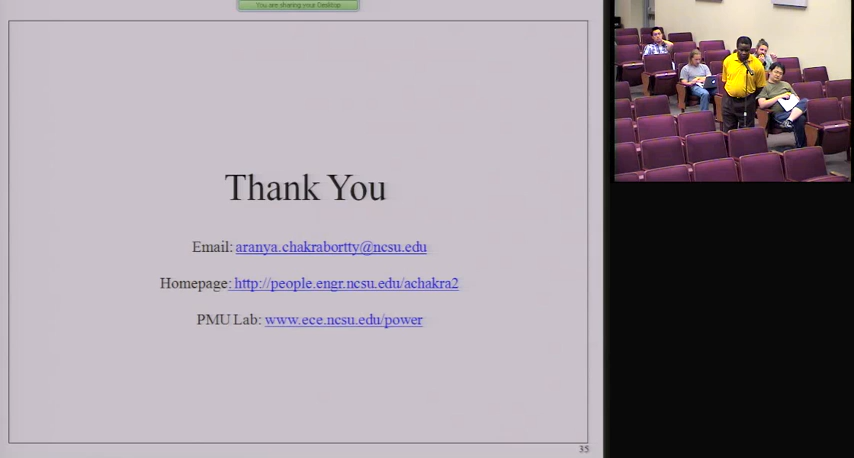 You are sharing your Desktop
Thank You
Email: aranya.chakrabortty@ncsu.edu
Homepage: http://people.engr.ncsu.edu/achakra2
PMU Lab: www.ece.ncsu.edu/power
35